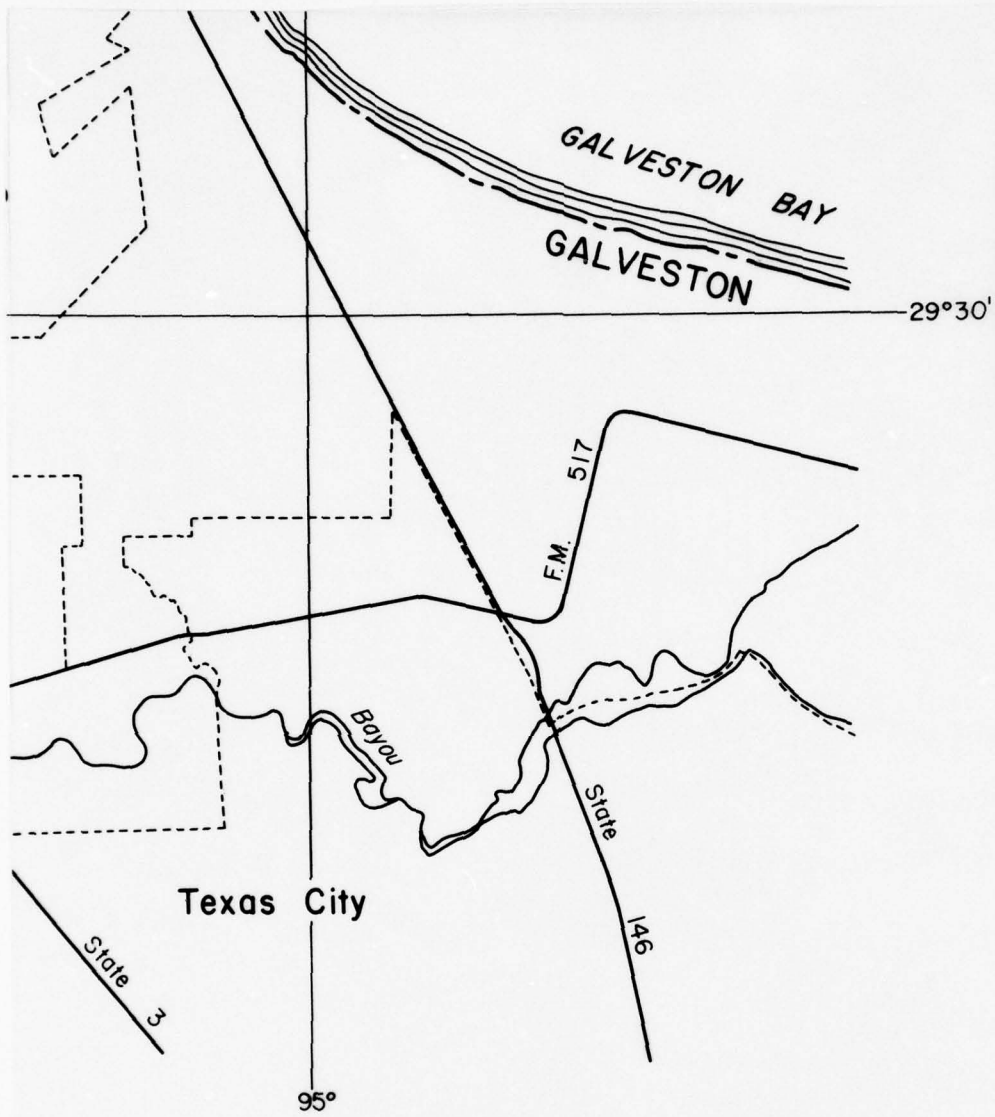 GALVESTON BAY
GALVESTON
29°30'
F.M. 517
Bayou
State 146
Texas City
State 3
95°